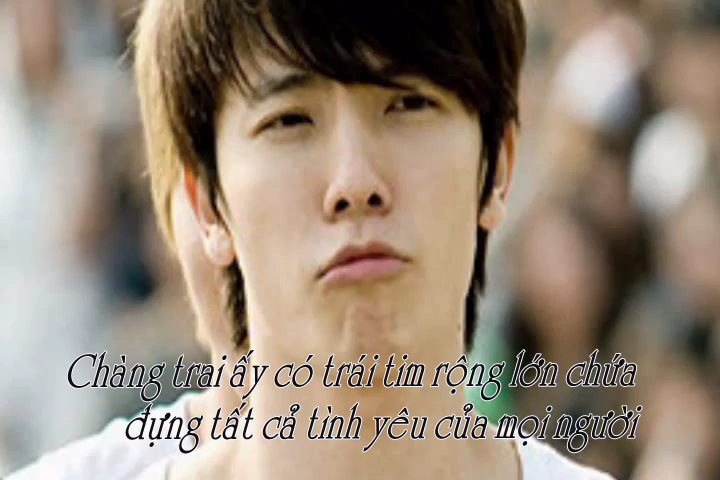 Chàng trai ấy có trái tim rộng lớn chứa
đựng tất cả tình yêu của mọi người